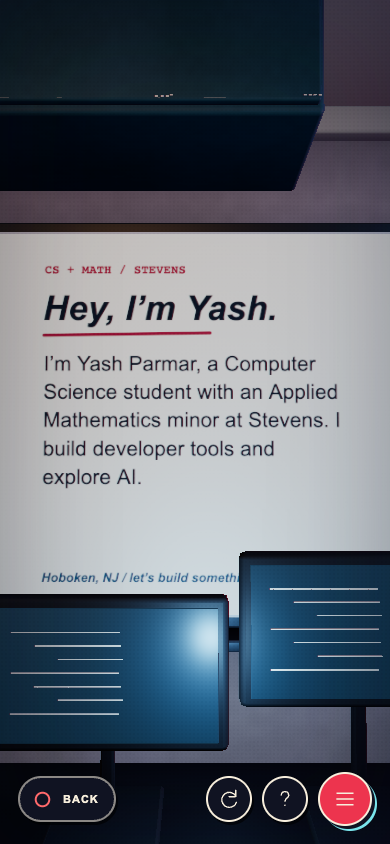 CS + MATH / STEVENS
Hey, I'm Yash.
I'm Yash Parmar, a Computer
Science student with an Applied
Mathematics minor at Stevens. I
build developer tools and
explore AI.
Hoboken, NJ / let's build
BACK
?